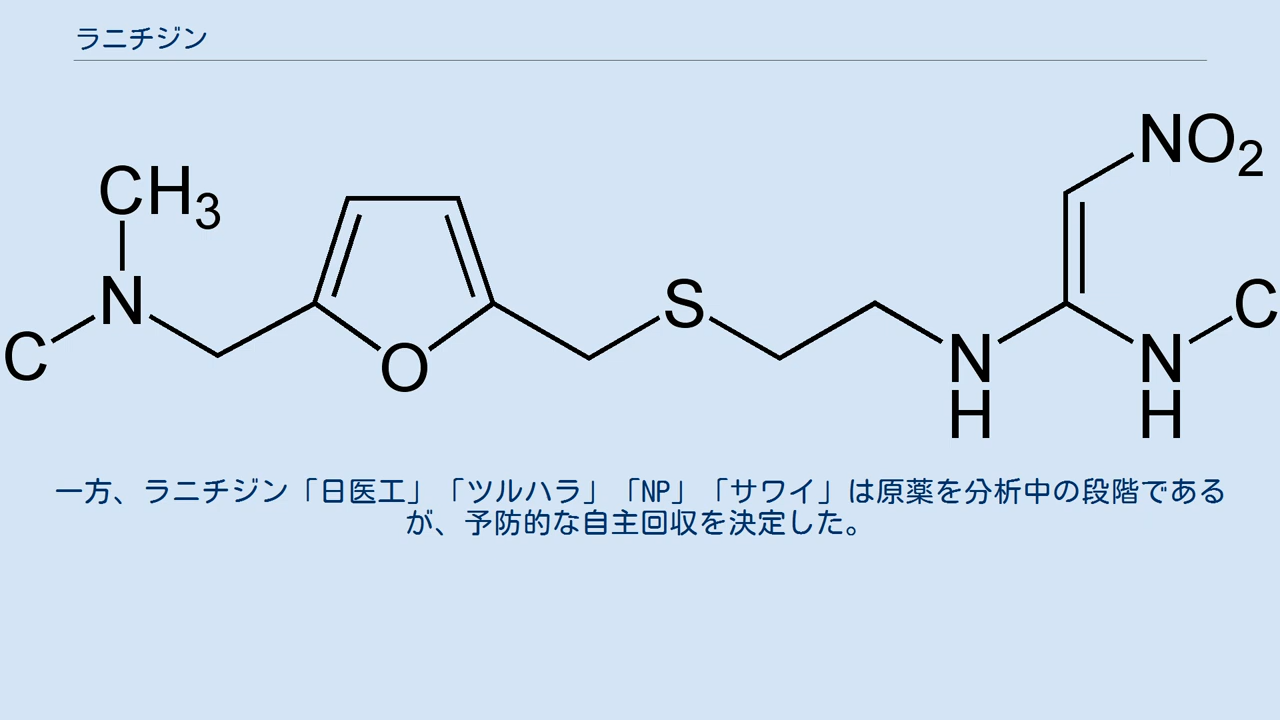 ラニチジン
NO2
CH3
N
S
C
C
O
N
H
N
H
一方、ラニチジン「日医工」「ツルハラ」「NP」「サワイ」は原薬を分析中の段階である
が、予防的な自主回収を決定した。